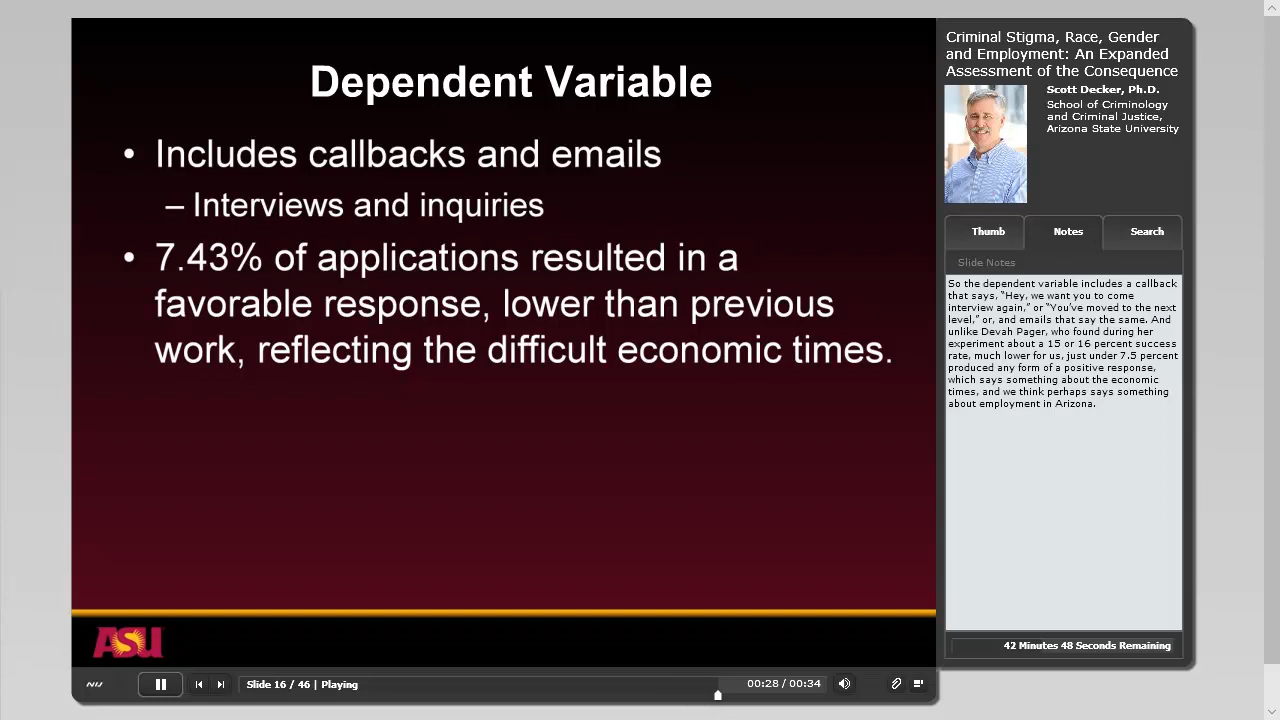 Dependent Variable
• Includes callbacks and emails
– Interviews and inquiries
• 7.43% of applications resulted in a
favorable response, lower than previous
work, reflecting the difficult economic times.
ASU
Criminal Stigma, Race, Gender
and Employment: An Expanded
Assessment of the Consequence
Scott Decker, Ph.D.
School of Criminology
and Criminal Justice,
Arizona State University
Thumb
Notes
Search
Slide Notes
So the dependent variable includes a callback
that says, “Hey, we want you to come
interview again,” or “You’ve moved to the next
level,” or, and emails that say the same. And
unlike Devah Pager, who found during her
experiment about a 15 or 16 percent success
rate, much lower for us, just under 7.5 percent
produced any form of a positive response,
which says something about the economic
times, and we think perhaps says something
about employment in Arizona.
42 Minutes 48 Seconds Remaining
NIJ
Slide 16 / 46 | Playing
00:28 / 00:34